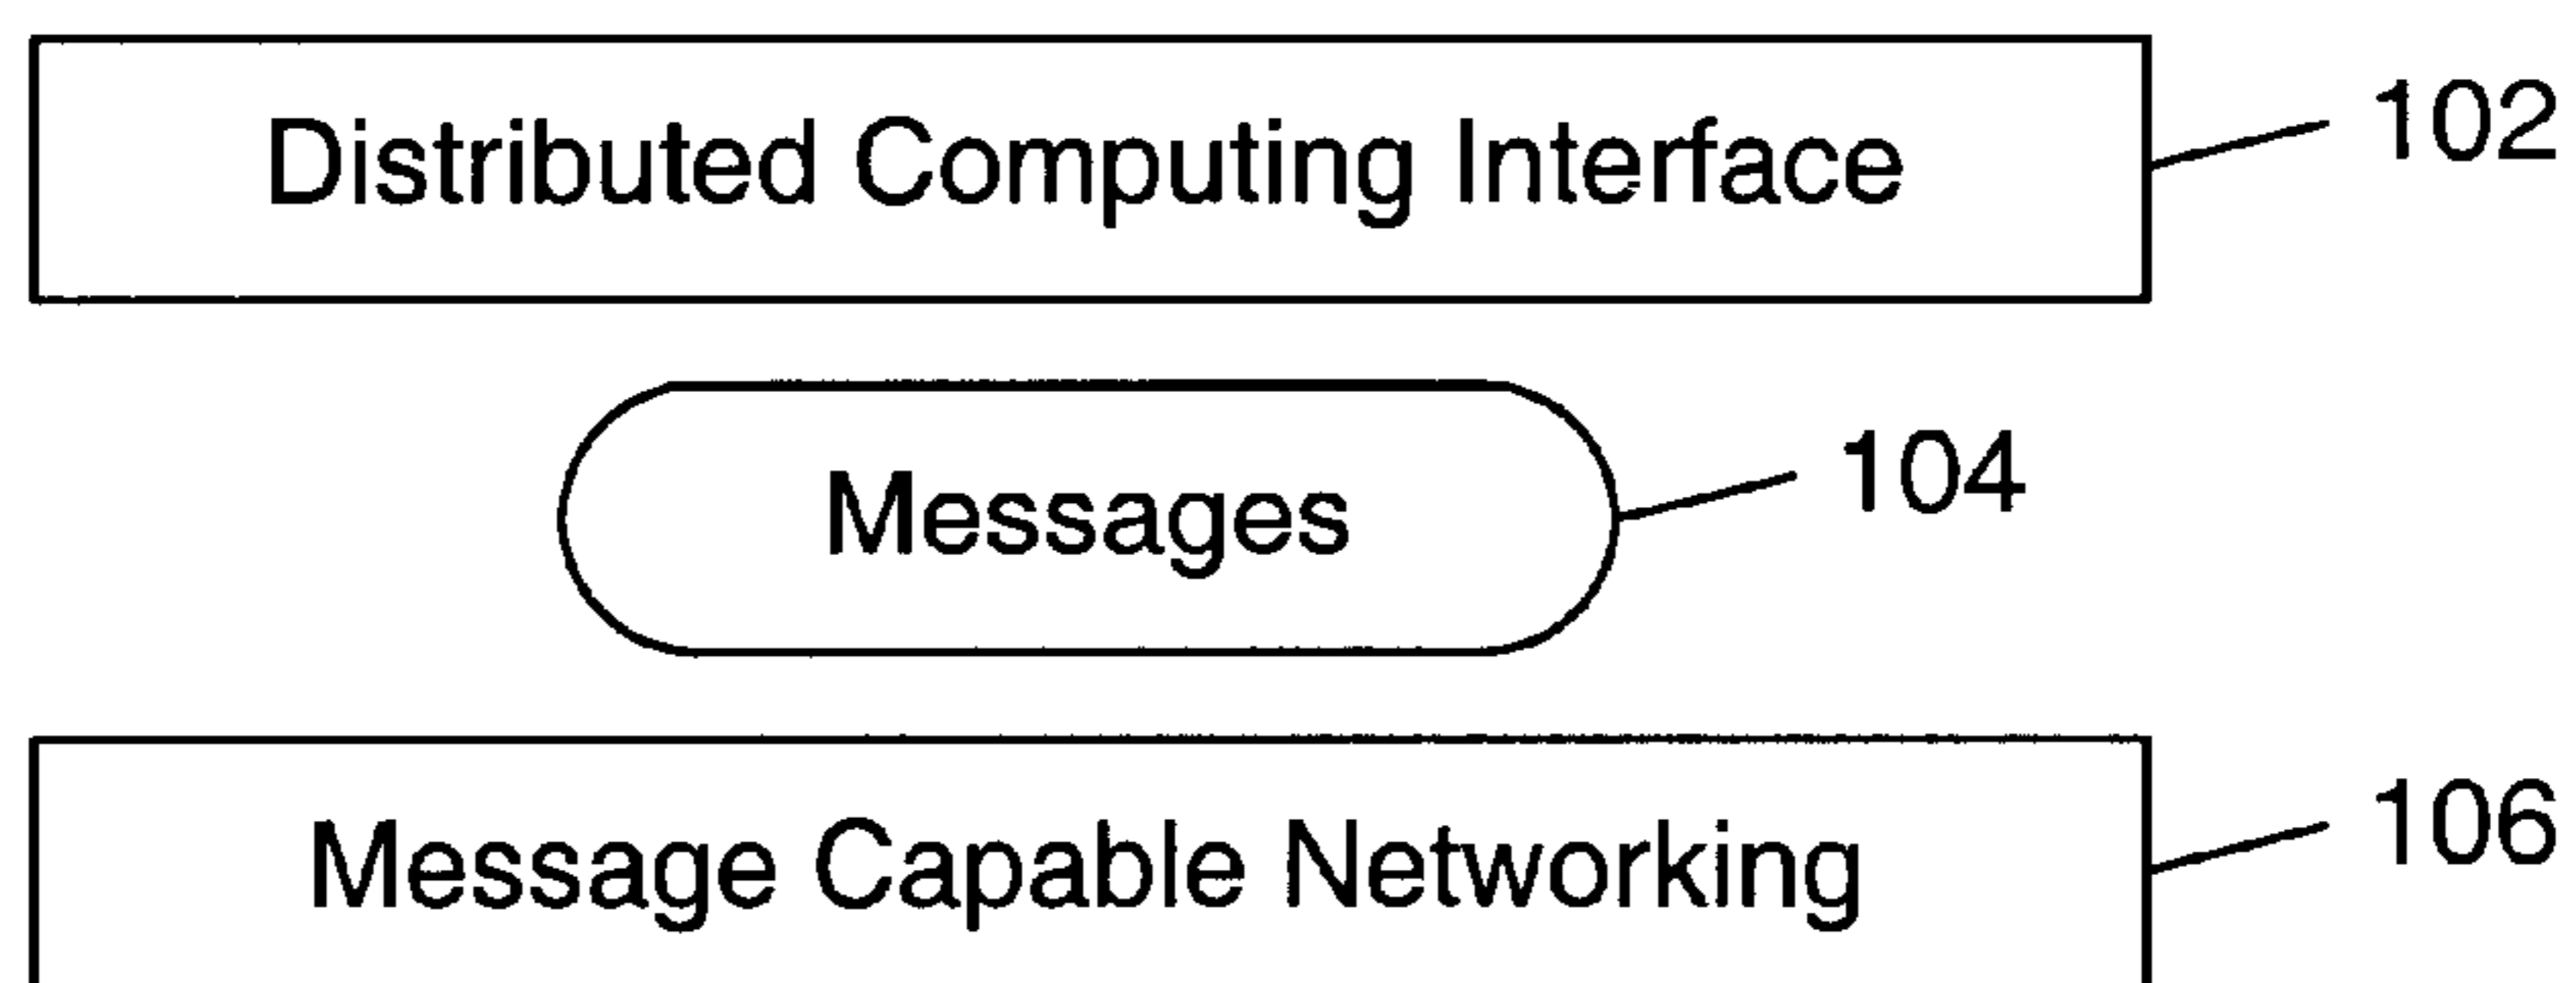 Distributed Computing Interface 102
Messages 104
Message Capable Networking 106